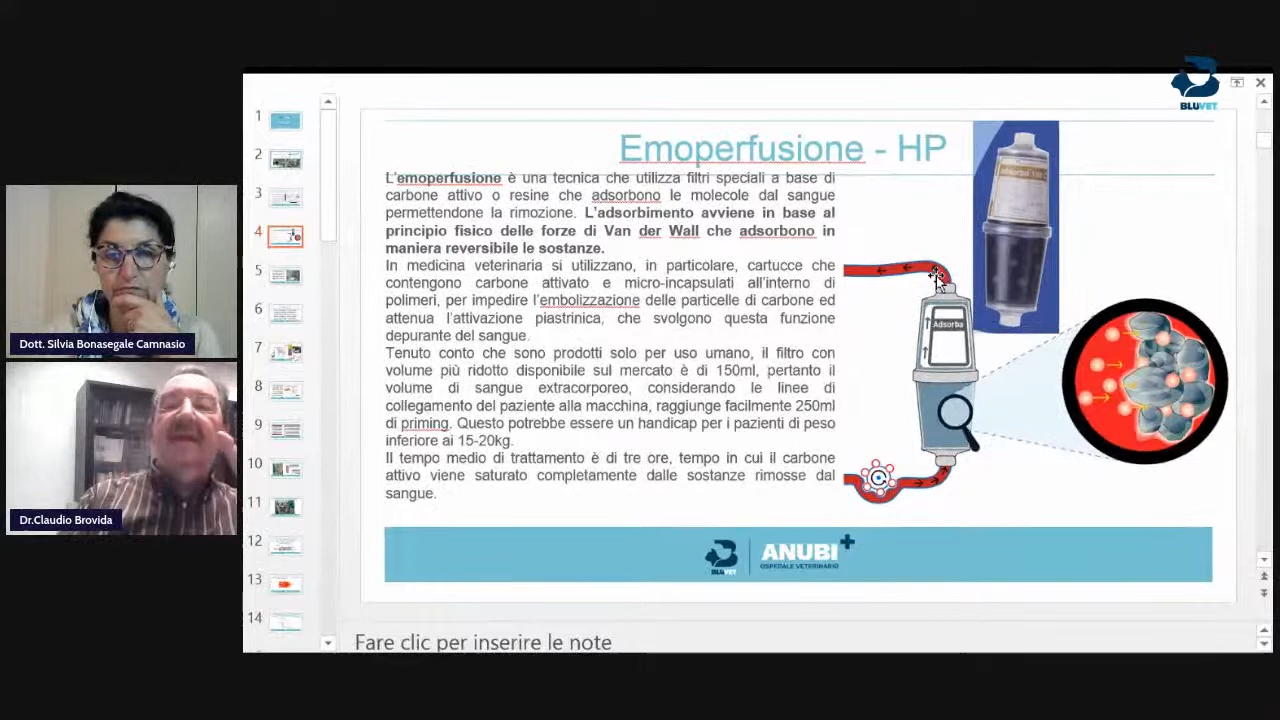 BLUVET
1
2
3
4
5
6
7
8
9
10
11
12
13
14
Emoperfusione - HP
L'emoperfusione è una tecnica che utilizza filtri speciali a base di
carbone attivo o resine che adsorbono le molecole dal sangue
permettendone la rimozione. L'adsorbimento avviene in base al
principio fisico delle forze di Van der Wall che adsorbono in
maniera reversibile le sostanze.
In medicina veterinaria si utilizzano, in particolare, cartucce che
contengono carbone attivato e micro-incapsulati all'interno di
polimeri, per impedire l'embolizzazione delle particelle di carbone ed
attenua l'attivazione piastrinica, che svolgono questa funzione
depurante del sangue.
Tenuto conto che sono prodotti solo per uso umano, il filtro con
volume più ridotto disponibile sul mercato è di 150ml, pertanto il
volume di sangue extracorporeo, considerando le linee di
collegamento del paziente alla macchina, raggiunge facilmente 250ml
di priming. Questo potrebbe essere un handicap per i pazienti di peso
inferiore ai 15-20kg.
Il tempo medio di trattamento è di tre ore, tempo in cui il carbone
attivo viene saturato completamente dalle sostanze rimosse dal
sangue.
Adsorba
BLUVET
ANUBI
OSPEDALE VETERINARIO
Fare clic per inserire le note
Dott. Silvia Bonasegale Camnasio
Dr.Claudio Brovida